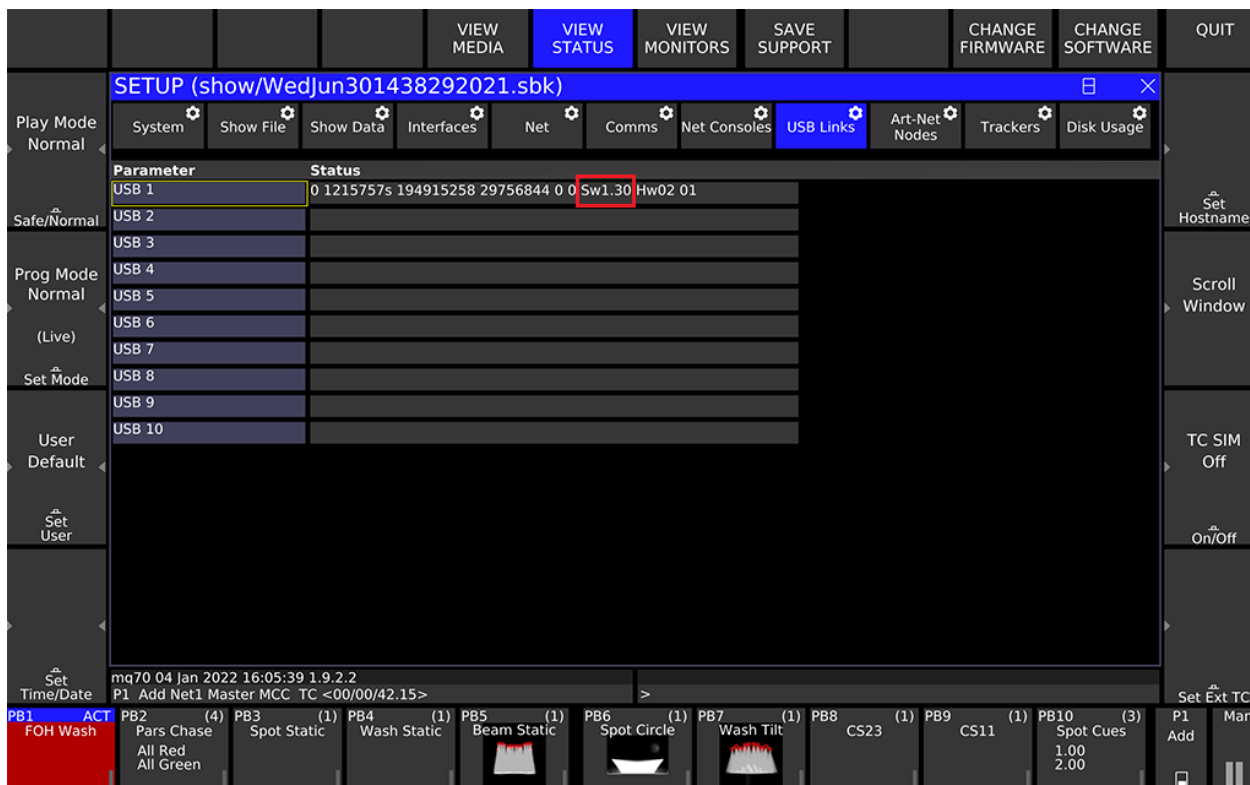 VIEW MEDIA
VIEW STATUS
VIEW MONITORS
SAVE SUPPORT
CHANGE FIRMWARE
CHANGE SOFTWARE
QUIT
SETUP (show/WedJun301438292021.sbk)
System
Show File
Show Data
Interfaces
Net
Comms
Net Consoles
USB Links
Art-Net Nodes
Trackers
Disk Usage
Play Mode
Normal
Safe/Normal
Prog Mode
Normal
(Live)
Set Mode
User
Default
Set
User
Set
Time/Date
Parameter Status
USB 1 0 1215757s 194915258 29756844 0 0 Sw1.30 Hw02 01
USB 2
USB 3
USB 4
USB 5
USB 6
USB 7
USB 8
USB 9
USB 10
Set
Hostname
Scroll
Window
TC SIM
Off
On/Off
Set Ext TC
mq70 04 Jan 2022 16:05:39 1.9.2.2
P1 Add Net1 Master MCC TC <00/00/42.15>
>
PB1 ACT
FOH Wash
PB2 (4)
Pars Chase
All Red
All Green
PB3 (1)
Spot Static
PB4 (1)
Wash Static
PB5 (1)
Beam Static
PB6 (1)
Spot Circle
PB7 (1)
Wash Tilt
PB8 (1)
CS23
PB9 (1)
CS11
PB10 (3)
Spot Cues
1.00
2.00
P1
Add